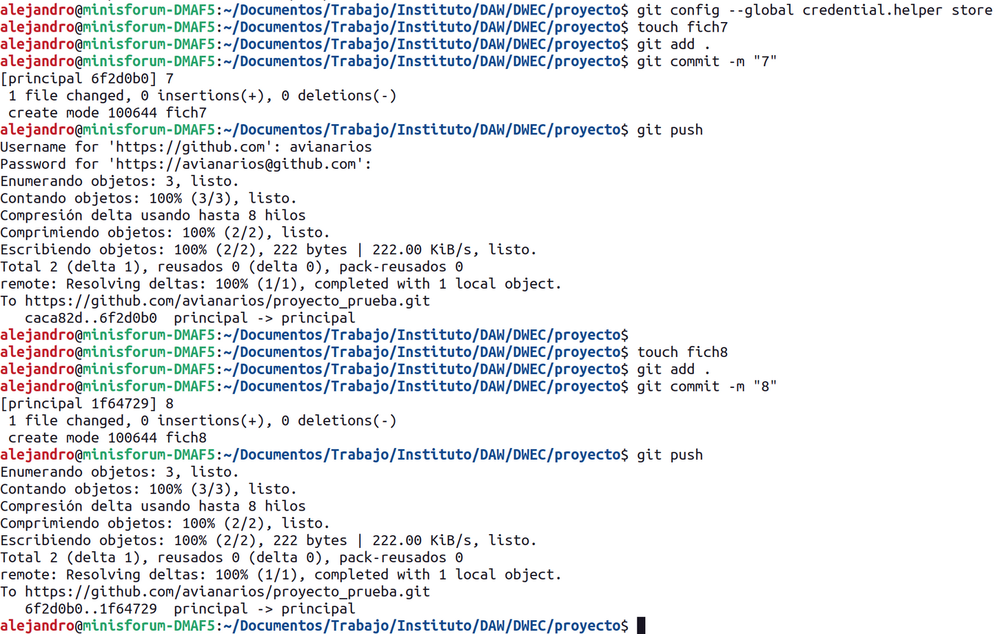 alejandro@minisforum-DMAF5:~/Documentos/Trabajo/Instituto/DAW/DWEC/proyecto$ git config --global credential.helper store
alejandro@minisforum-DMAF5:~/Documentos/Trabajo/Instituto/DAW/DWEC/proyecto$ touch fich7
alejandro@minisforum-DMAF5:~/Documentos/Trabajo/Instituto/DAW/DWEC/proyecto$ git add .
alejandro@minisforum-DMAF5:~/Documentos/Trabajo/Instituto/DAW/DWEC/proyecto$ git commit -m "7"
[principal 6f2d0b0] 7
 1 file changed, 0 insertions(+), 0 deletions(-)
 create mode 100644 fich7
alejandro@minisforum-DMAF5:~/Documentos/Trabajo/Instituto/DAW/DWEC/proyecto$ git push
Username for 'https://github.com': avianarios
Password for 'https://avianarios@github.com':
Enumerando objetos: 3, listo.
Contando objetos: 100% (3/3), listo.
Compresión delta usando hasta 8 hilos
Comprimiendo objetos: 100% (2/2), listo.
Escribiendo objetos: 100% (2/2), 222 bytes | 222.00 KiB/s, listo.
Total 2 (delta 1), reusados 0 (delta 0), pack-reusados 0
remote: Resolving deltas: 100% (1/1), completed with 1 local object.
To https://github.com/avianarios/proyecto_prueba.git
   caca82d..6f2d0b0  principal -> principal
alejandro@minisforum-DMAF5:~/Documentos/Trabajo/Instituto/DAW/DWEC/proyecto$
alejandro@minisforum-DMAF5:~/Documentos/Trabajo/Instituto/DAW/DWEC/proyecto$ touch fich8
alejandro@minisforum-DMAF5:~/Documentos/Trabajo/Instituto/DAW/DWEC/proyecto$ git add .
alejandro@minisforum-DMAF5:~/Documentos/Trabajo/Instituto/DAW/DWEC/proyecto$ git commit -m "8"
[principal 1f64729] 8
 1 file changed, 0 insertions(+), 0 deletions(-)
 create mode 100644 fich8
alejandro@minisforum-DMAF5:~/Documentos/Trabajo/Instituto/DAW/DWEC/proyecto$ git push
Enumerando objetos: 3, listo.
Contando objetos: 100% (3/3), listo.
Compresión delta usando hasta 8 hilos
Comprimiendo objetos: 100% (2/2), listo.
Escribiendo objetos: 100% (2/2), 222 bytes | 222.00 KiB/s, listo.
Total 2 (delta 1), reusados 0 (delta 0), pack-reusados 0
remote: Resolving deltas: 100% (1/1), completed with 1 local object.
To https://github.com/avianarios/proyecto_prueba.git
   6f2d0b0..1f64729  principal -> principal
alejandro@minisforum-DMAF5:~/Documentos/Trabajo/Instituto/DAW/DWEC/proyecto$